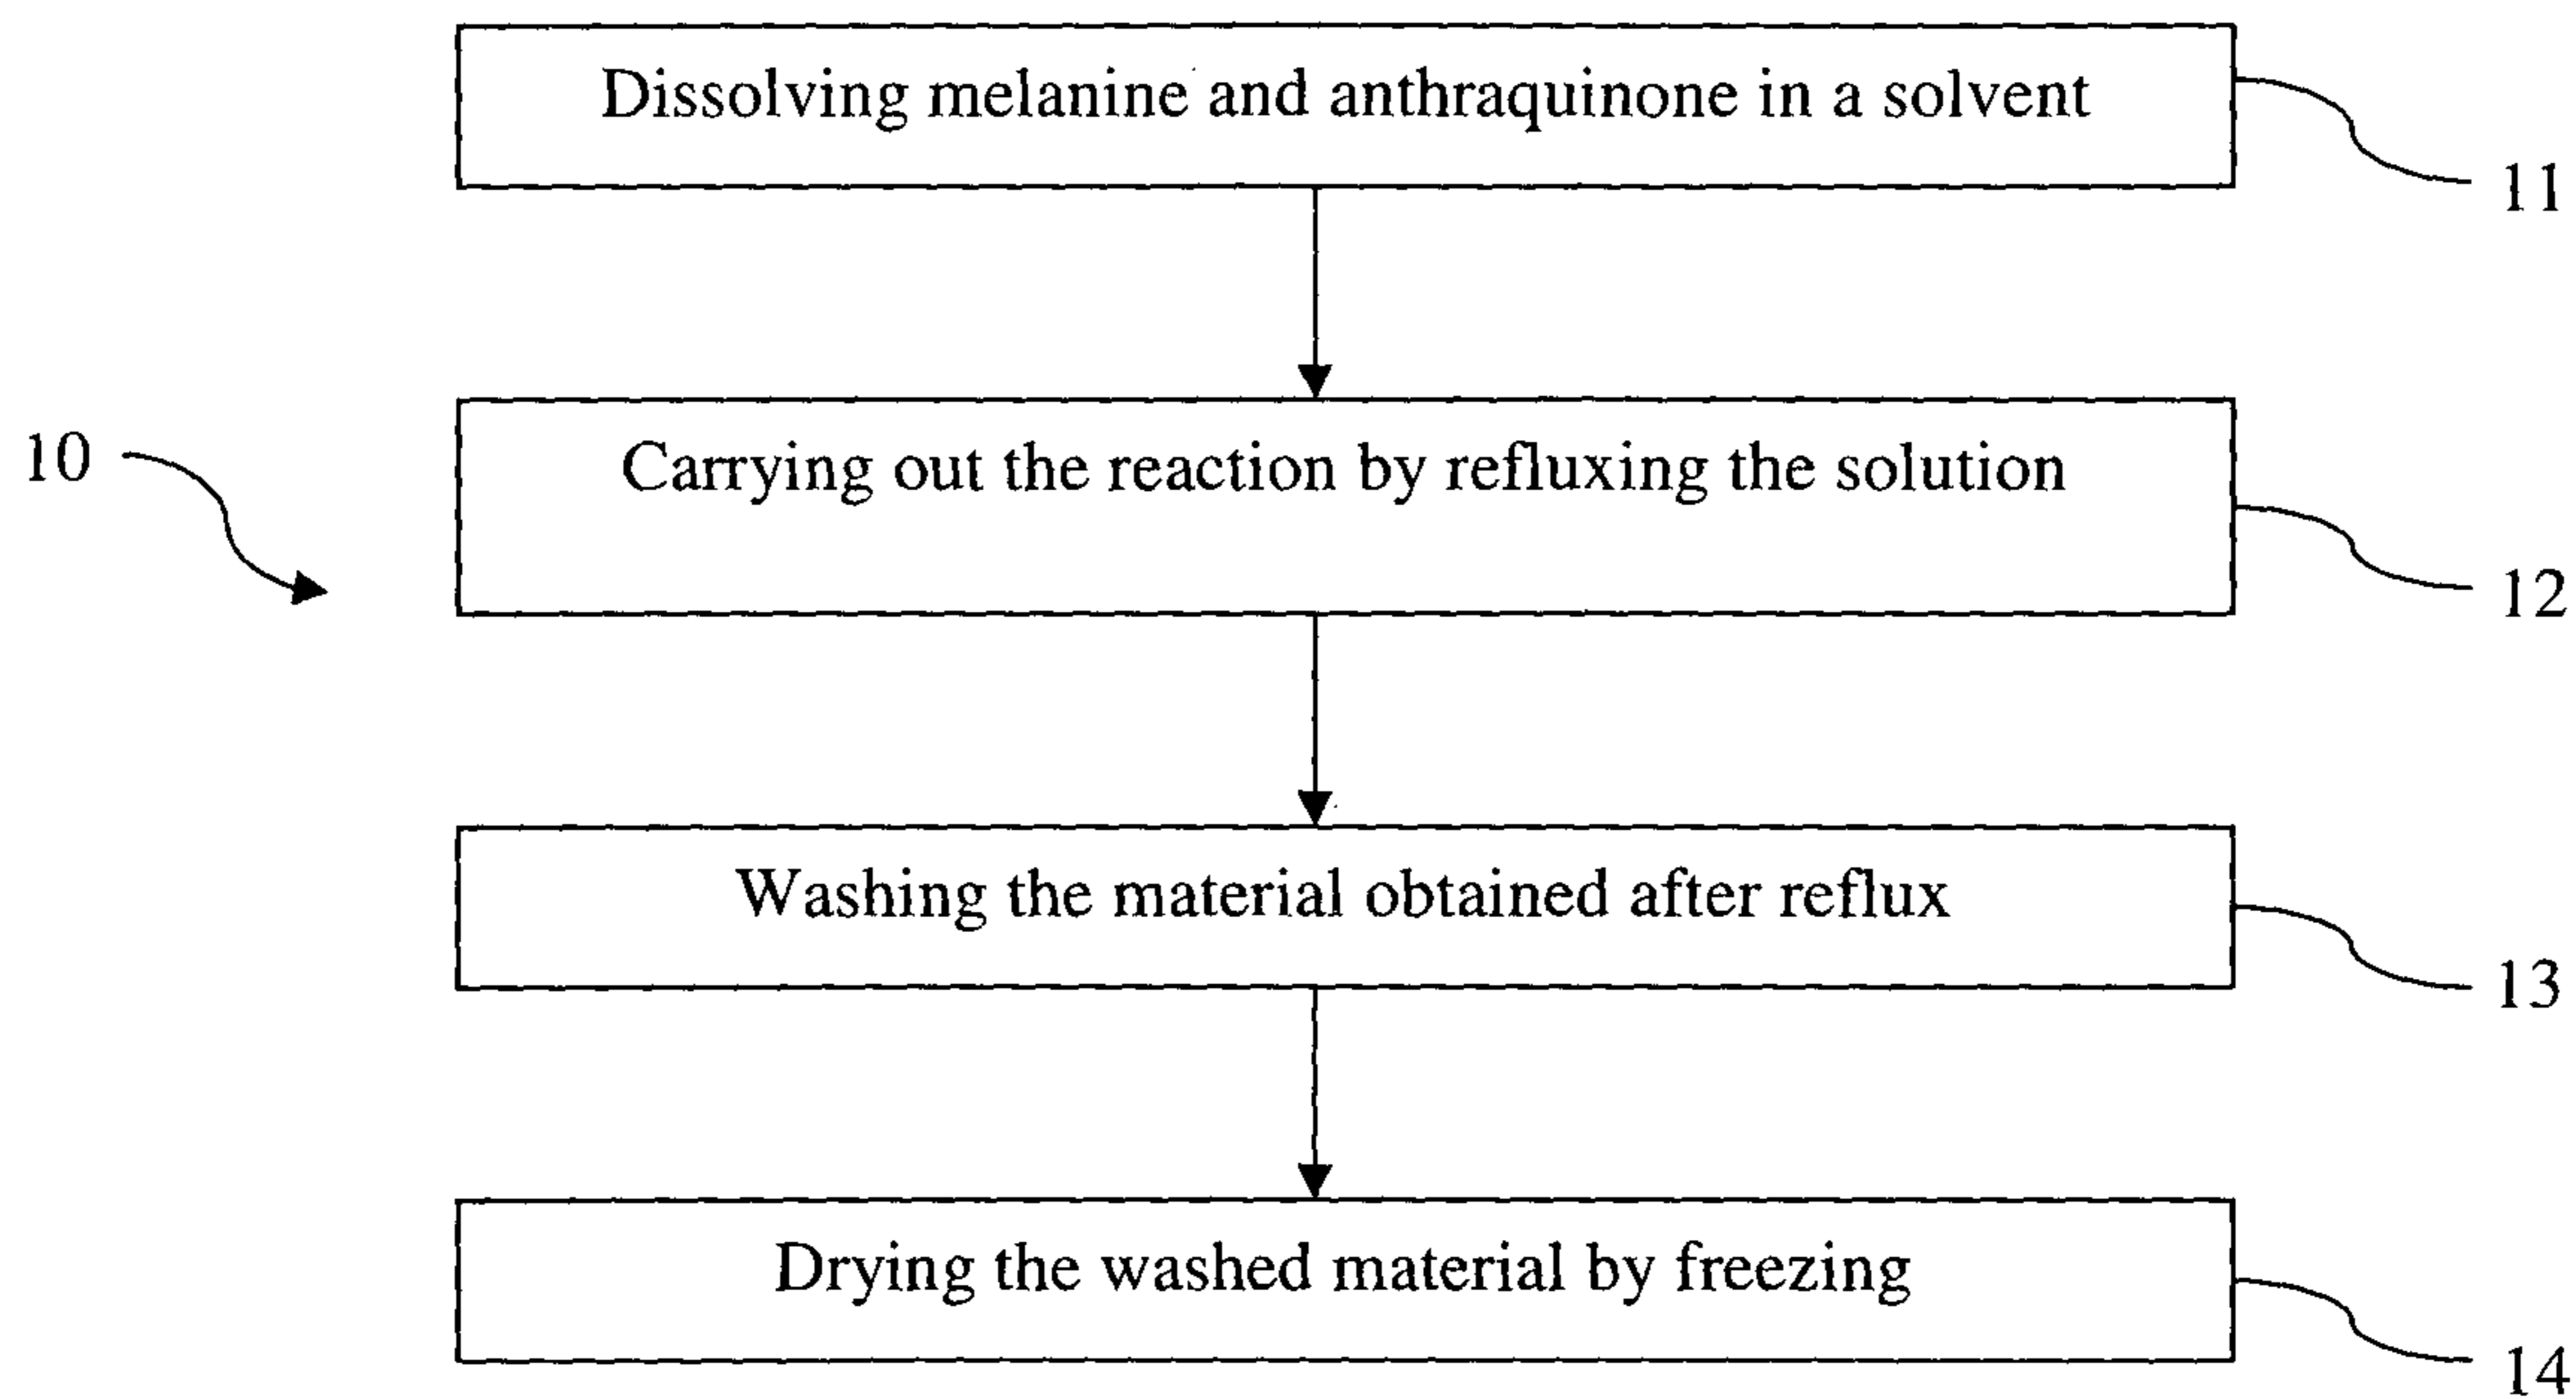 Dissolving melanine and anthraquinone in a solvent
11
10
Carrying out the reaction by refluxing the solution
12
Washing the material obtained after reflux
13
Drying the washed material by freezing
14